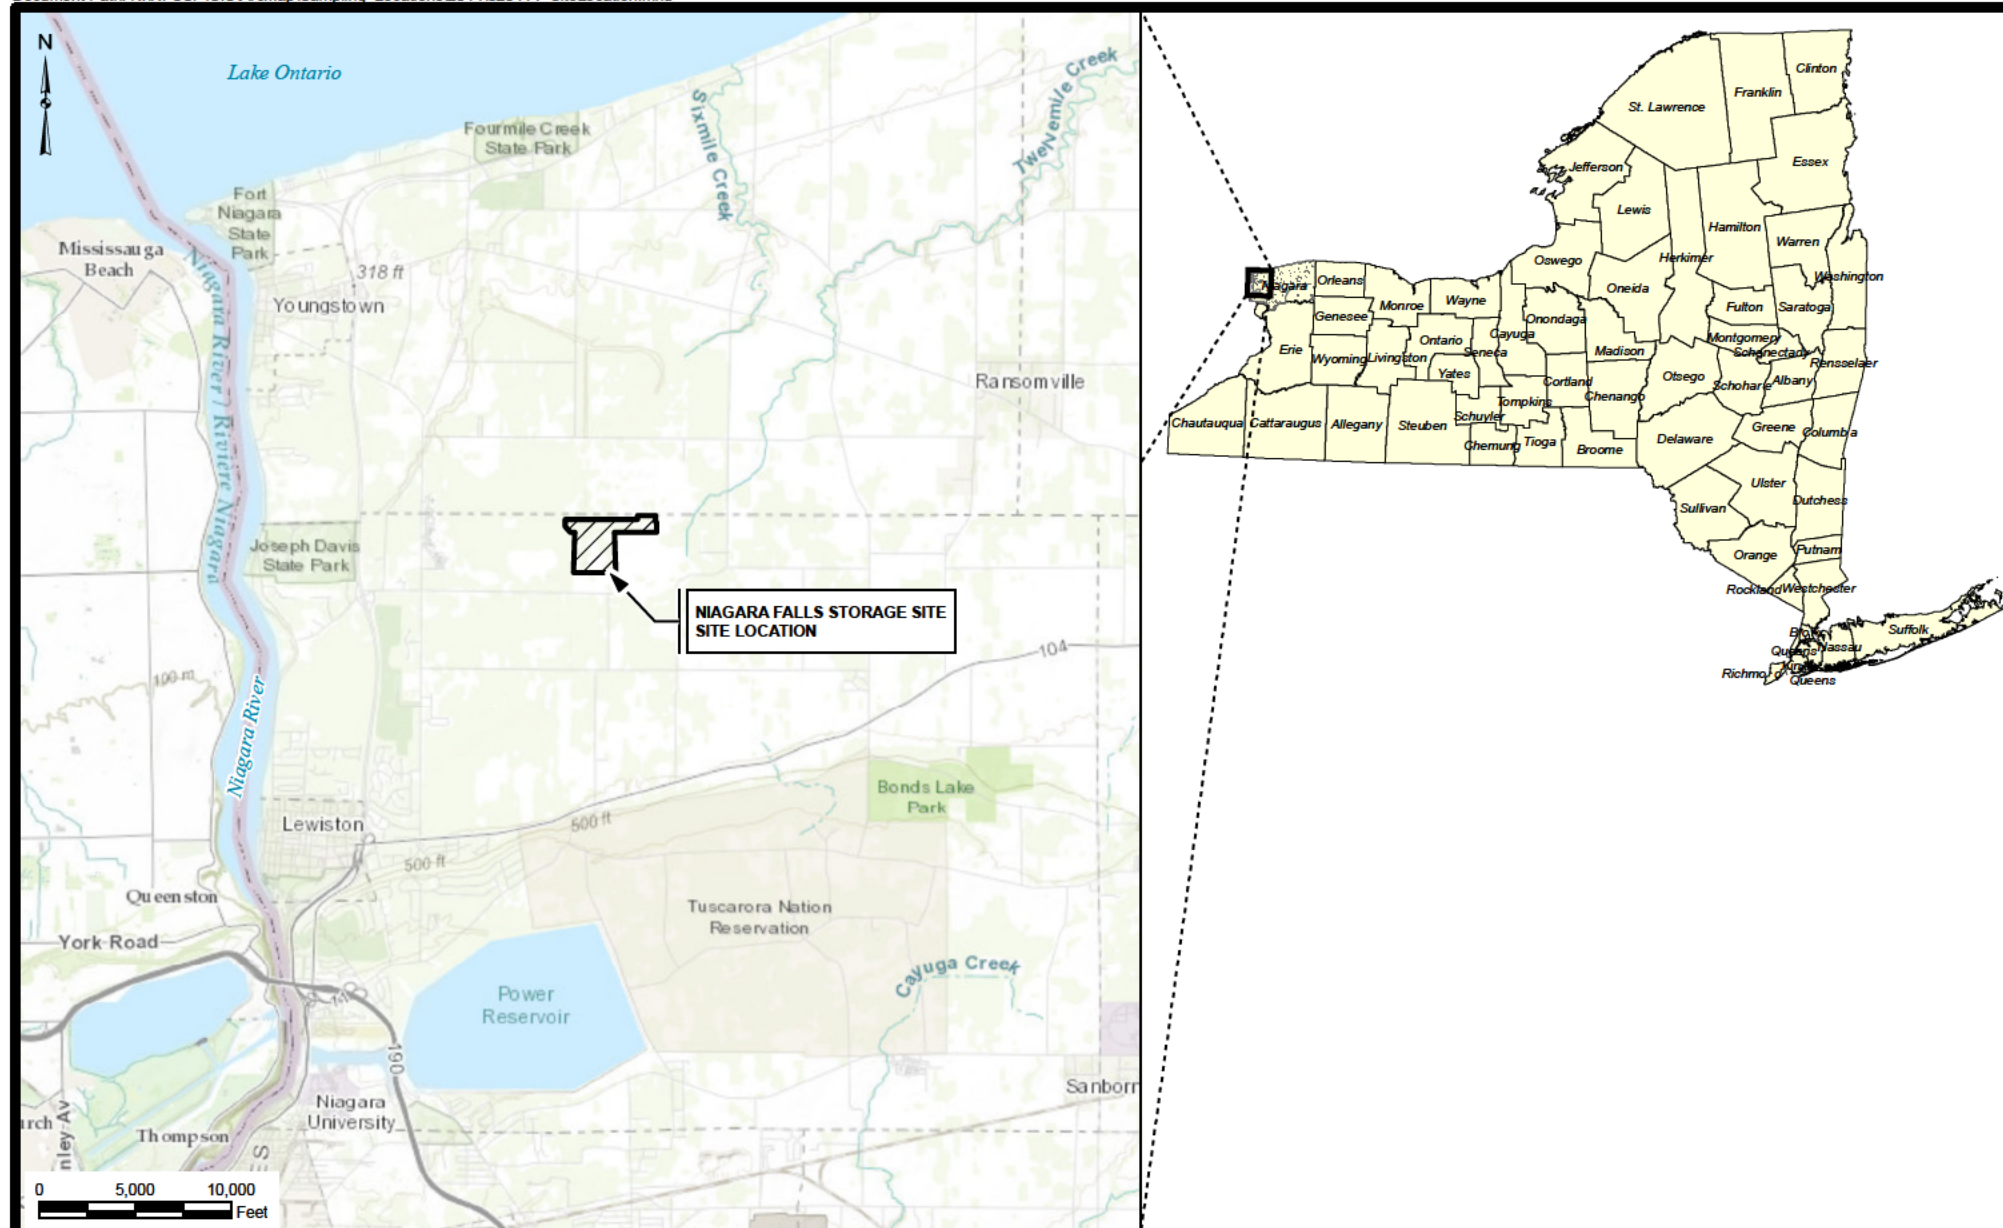 N
Lake Ontario
Fourmile Creek
State Park
Sixmile Creek
Twelvemile Creek
Fort
Niagara
State
Park
Mississauga
Beach
Niagara River / Rivière Niagara
318 ft
Youngstown
Ransomville
Joseph Davis
State Park
NIAGARA FALLS STORAGE SITE
SITE LOCATION
104
100 m
Niagara River
Bonds Lake
Park
Lewiston
500 ft
500 ft
Queenston
Tuscarora Nation
Reservation
York Road
Cayuga Creek
Power
Reservoir
190
Sanborn
Niagara
University
Thompson
0 5,000 10,000
Feet
Clinton
Franklin
St. Lawrence
Essex
Jefferson
Lewis
Hamilton
Warren
Herkimer
Oswego
Washington
Niagara
Orleans
Oneida
Monroe
Wayne
Fulton
Saratoga
Genesee
Onondaga
Cayuga
Ontario
Montgomery
Seneca
Madison
Schenectady
Erie
Wyoming
Livingston
Rensselaer
Yates
Otsego
Cortland
Schoharie
Albany
Chenango
Tompkins
Schuyler
Chautauqua
Cattaraugus
Allegany
Steuben
Greene
Columbia
Delaware
Chemung
Tioga
Broome
Ulster
Dutchess
Sullivan
Orange
Putnam
Rockland
Westchester
Suffolk
Nassau
Queens
Richmond
Queens